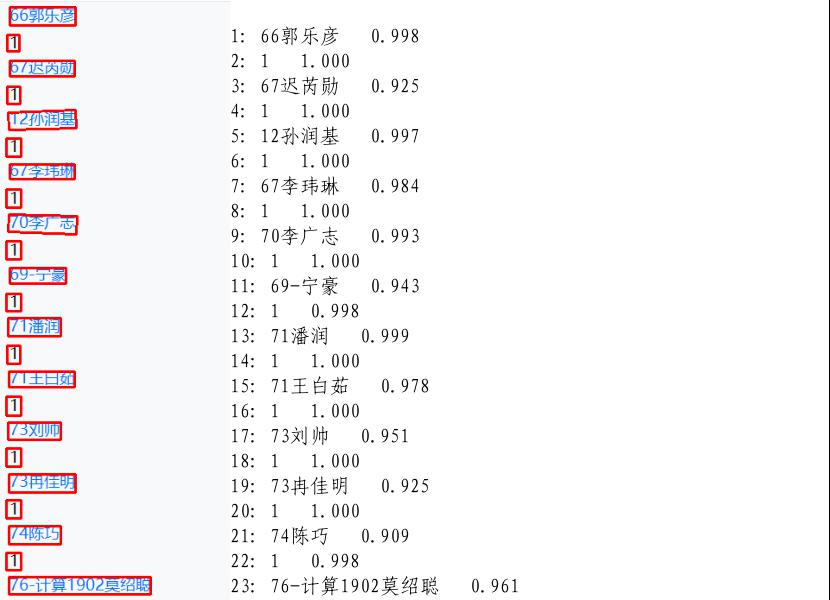 66郭乐彦
1
67迟芮勋
1
12孙润基
1
67李玮琳
1
70李广志
1
69-宁豪
1
71潘润
1
71王白茹
1
73刘帅
1
73冉佳明
1
74陈巧
1
76-计算1902莫绍聪
1: 66郭乐彦 0.998
2: 1 1.000
3: 67迟芮勋 0.925
4: 1 1.000
5: 12孙润基 0.997
6: 1 1.000
7: 67李玮琳 0.984
8: 1 1.000
9: 70李广志 0.993
10: 1 1.000
11: 69-宁豪 0.943
12: 1 0.998
13: 71潘润 0.999
14: 1 1.000
15: 71王白茹 0.978
16: 1 1.000
17: 73刘帅 0.951
18: 1 1.000
19: 73冉佳明 0.925
20: 1 1.000
21: 74陈巧 0.909
22: 1 0.998
23: 76-计算1902莫绍聪 0.961